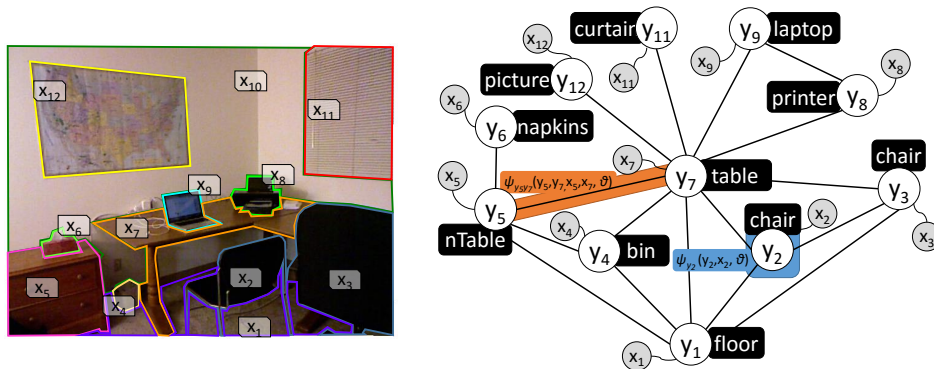 x12
x10
x11
x9
x8
x7
x6
x5
x4
x2
x3
x1
curtain
y11
y9
laptop
x12
x11
x9
x8
picture
y12
printer
y8
x6
y6
napkins
chair
x7
ψy5y7(y5,y7,x5,x7, ϑ)
y7
table
y3
x5
y5
nTable
x4
y4
bin
chair
x2
ψy2(y2,x2, ϑ)
y2
x3
y1
floor
x1